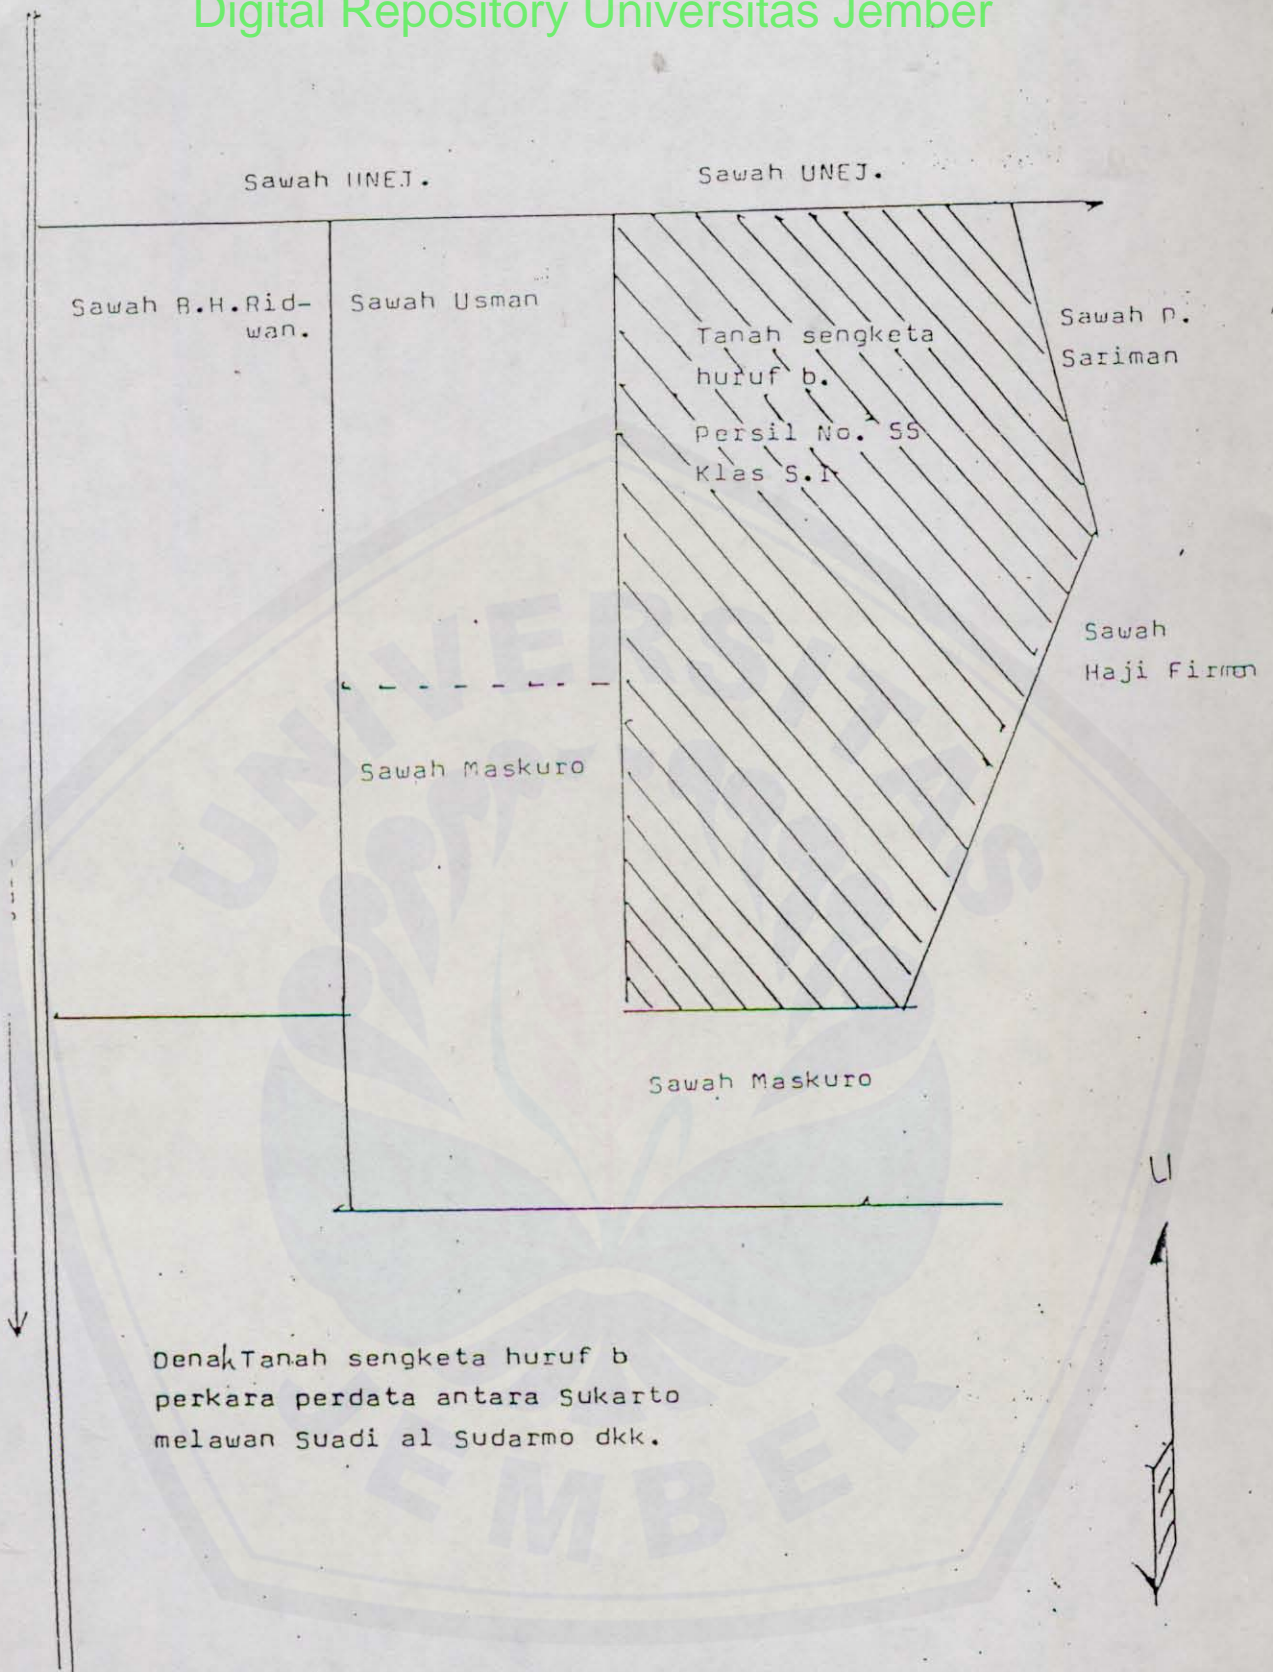 Digital Repository Universitas Jember
Sawah UNEJ.
Sawah UNEJ.
Sawah B.H.Rid-
wan.
Sawah Usman
Tanah sengketa
huruf b.
Persil No. 55
Klas S.I
Sawah P.
Sariman
Sawah
Haji Firman
Sawah Maskuro
Sawah Maskuro
U
Denah Tanah sengketa huruf b
perkara perdata antara Sukarto
melawan Suadi al Sudarmo dkk.
UNIVERSITAS
JEMBER